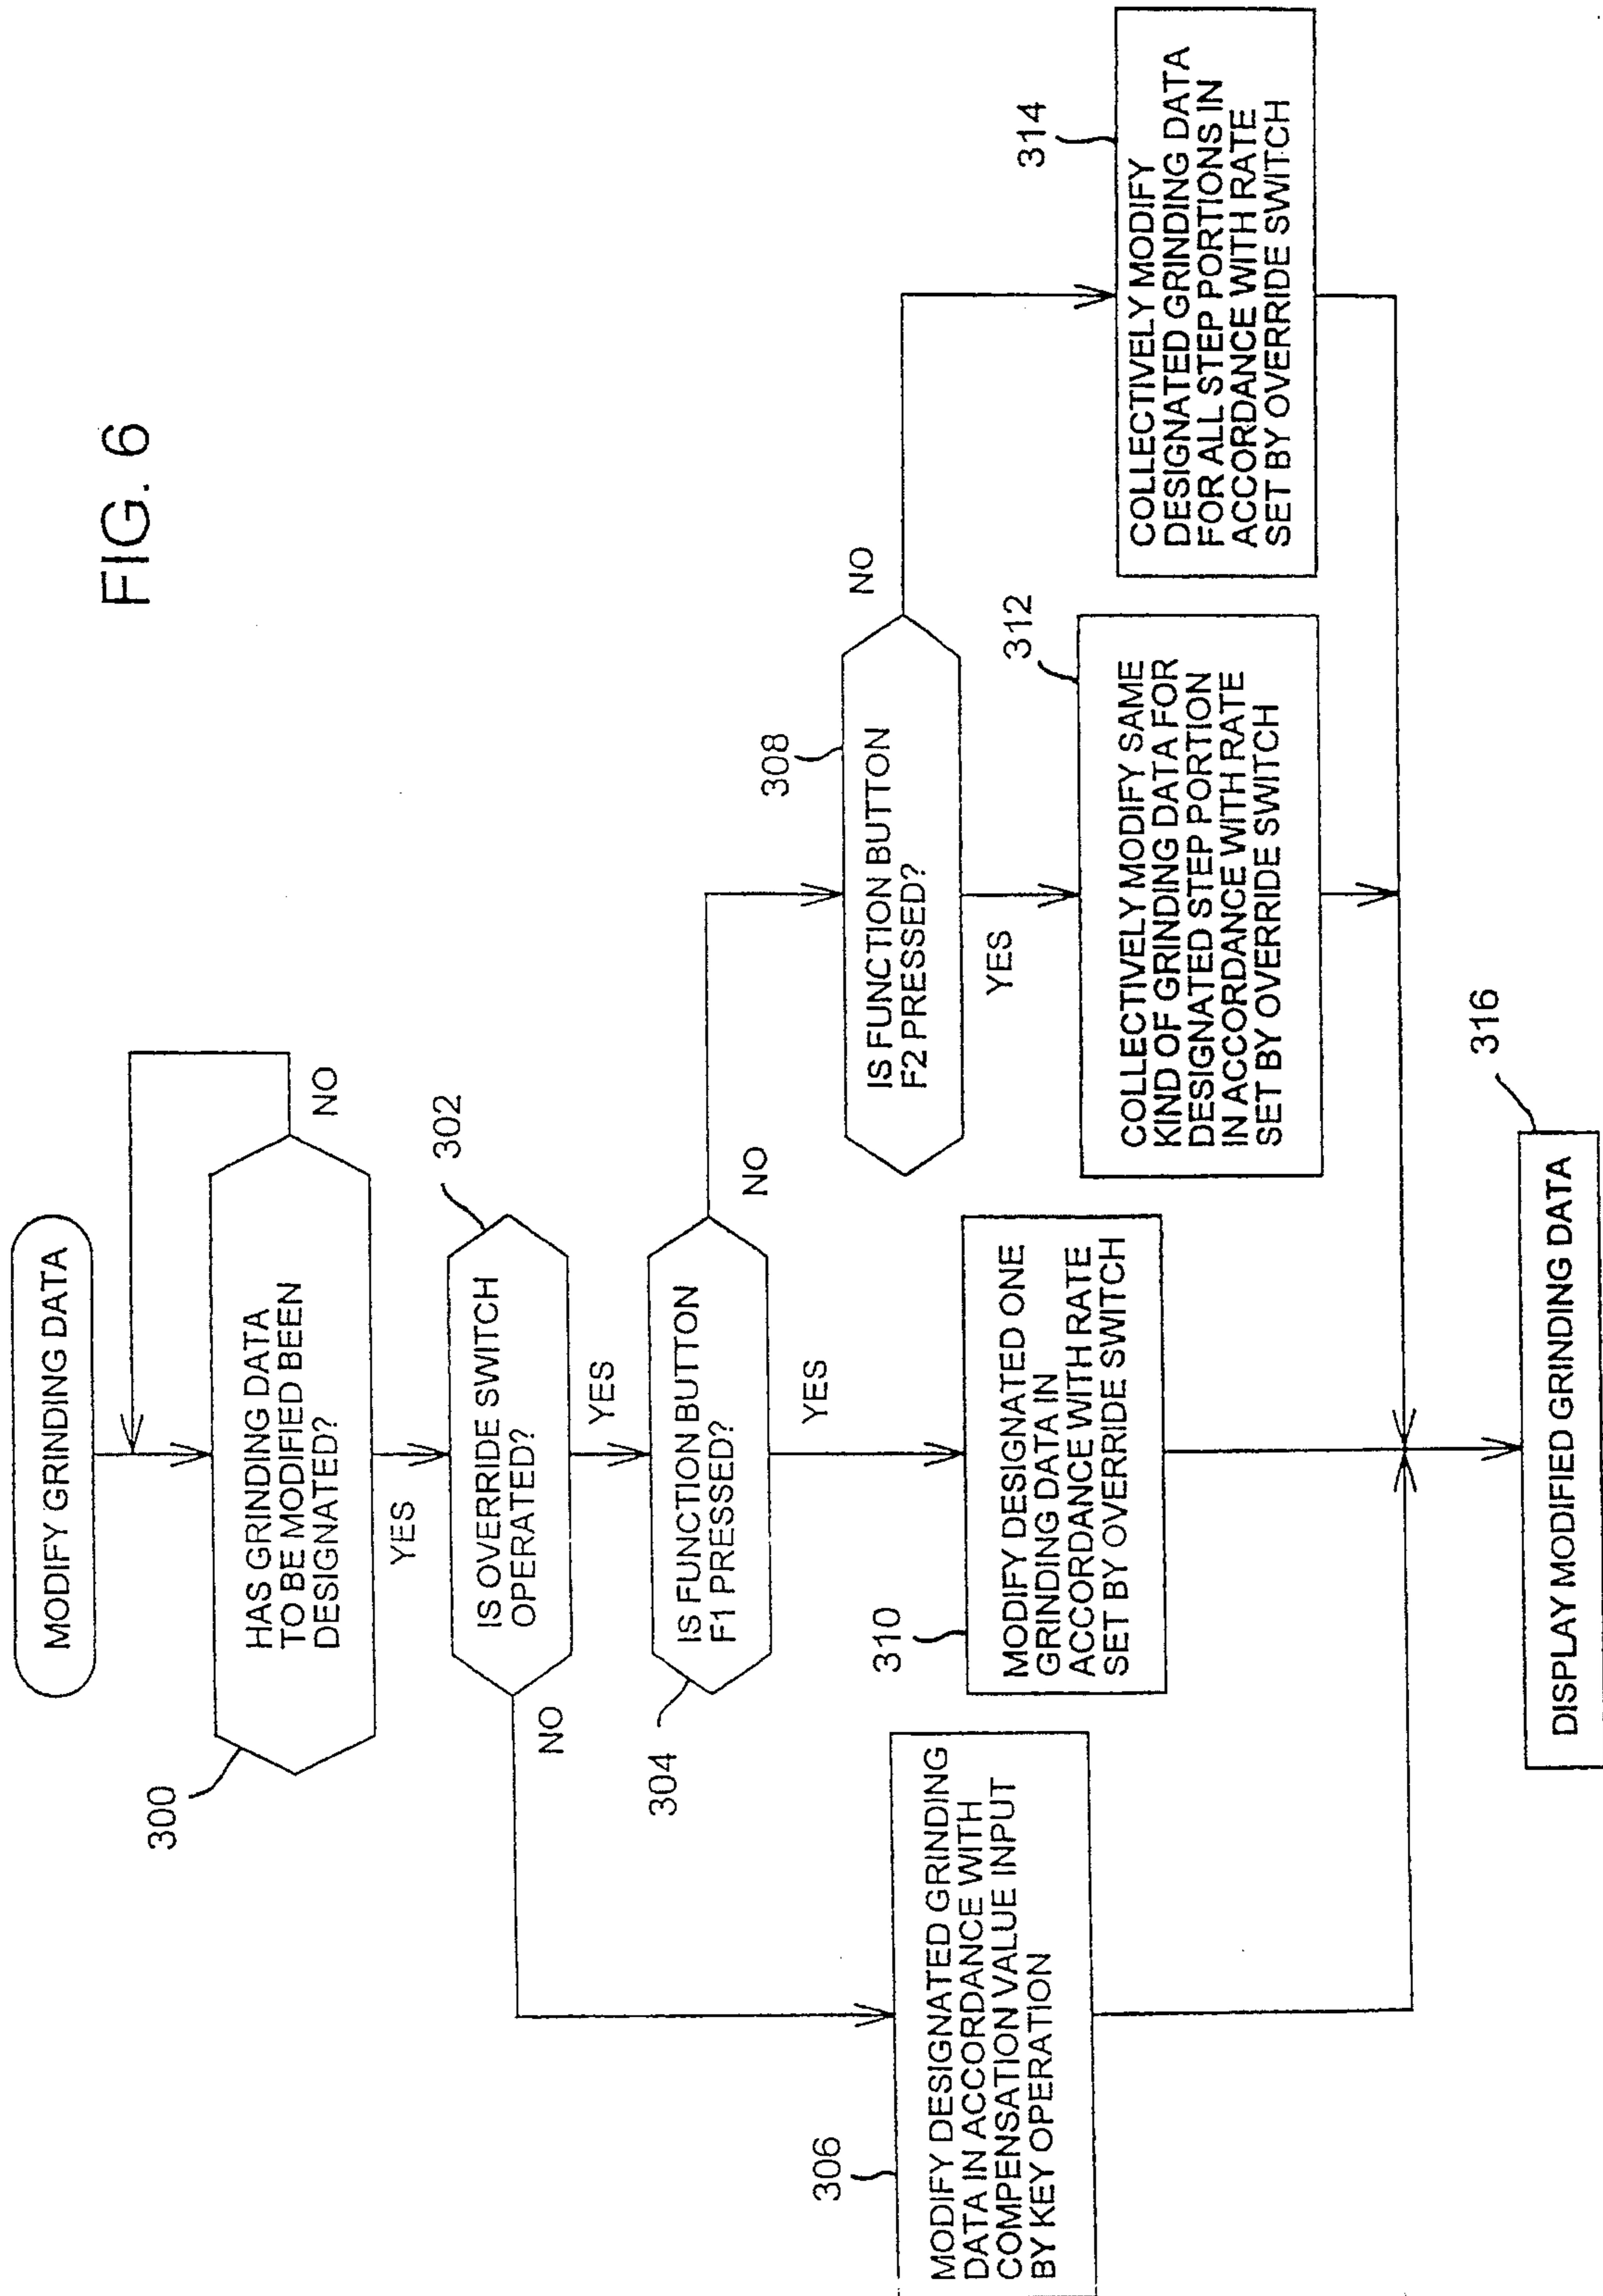 FIG. 6
MODIFY GRINDING DATA
300
HAS GRINDING DATA
TO BE MODIFIED BEEN
DESIGNATED?
NO
YES
302
IS OVERRIDE SWITCH
OPERATED?
NO
YES
304
IS FUNCTION BUTTON
F1 PRESSED?
NO
YES
308
IS FUNCTION BUTTON
F2 PRESSED?
NO
YES
306
MODIFY DESIGNATED GRINDING
DATA IN ACCORDANCE WITH
COMPENSATION VALUE INPUT
BY KEY OPERATION
310
MODIFY DESIGNATED ONE
GRINDING DATA IN
ACCORDANCE WITH RATE
SET BY OVERRIDE SWITCH
312
COLLECTIVELY MODIFY SAME
KIND OF GRINDING DATA FOR
DESIGNATED STEP PORTION
IN ACCORDANCE WITH RATE
SET BY OVERRIDE SWITCH
314
COLLECTIVELY MODIFY
DESIGNATED GRINDING DATA
FOR ALL STEP PORTIONS IN
ACCORDANCE WITH RATE
SET BY OVERRIDE SWITCH
316
DISPLAY MODIFIED GRINDING DATA